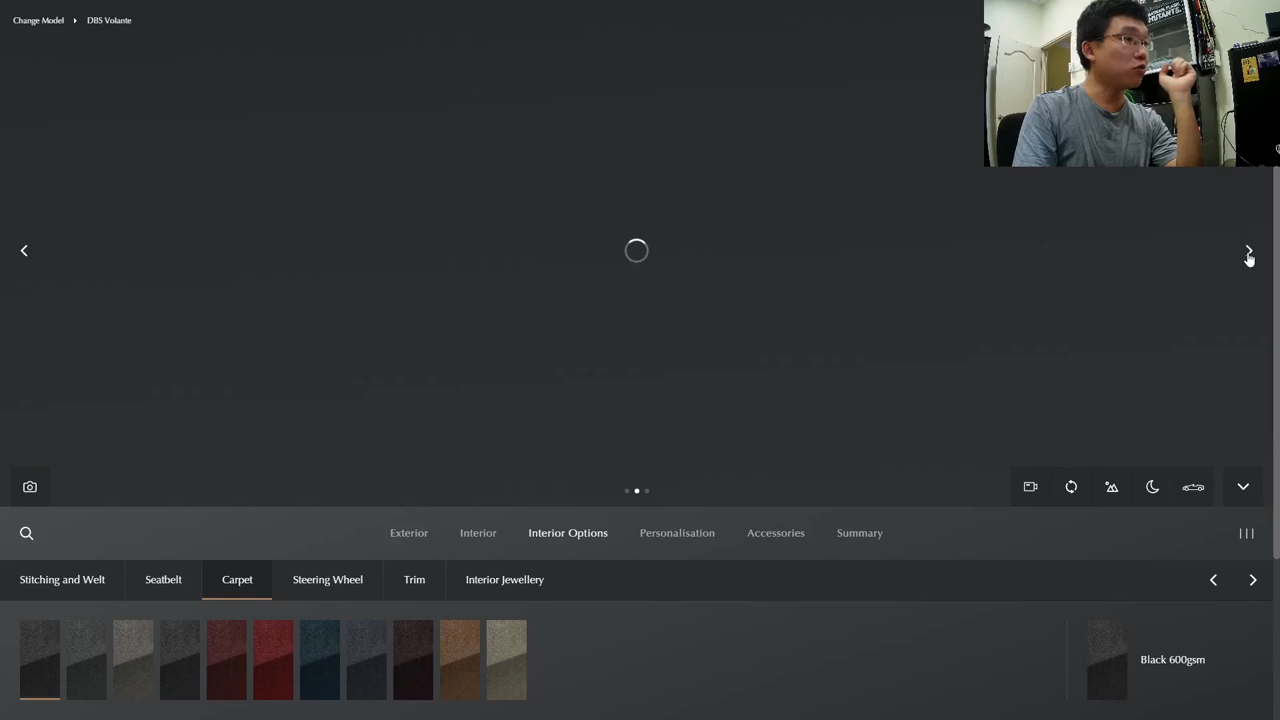 Change Model
DBS Volante
MUTANTS.
Exterior
Interior
Interior Options
Personalisation
Accessories
Summary
Stitching and Welt
Seatbelt
Carpet
Steering Wheel
Trim
Interior Jewellery
Black 600gsm